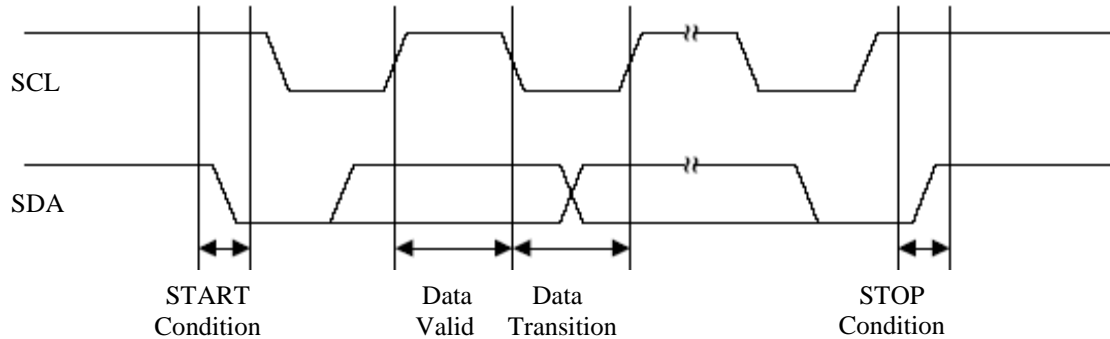 SCL
SDA
START
Condition
Data
Valid
Data
Transition
STOP
Condition